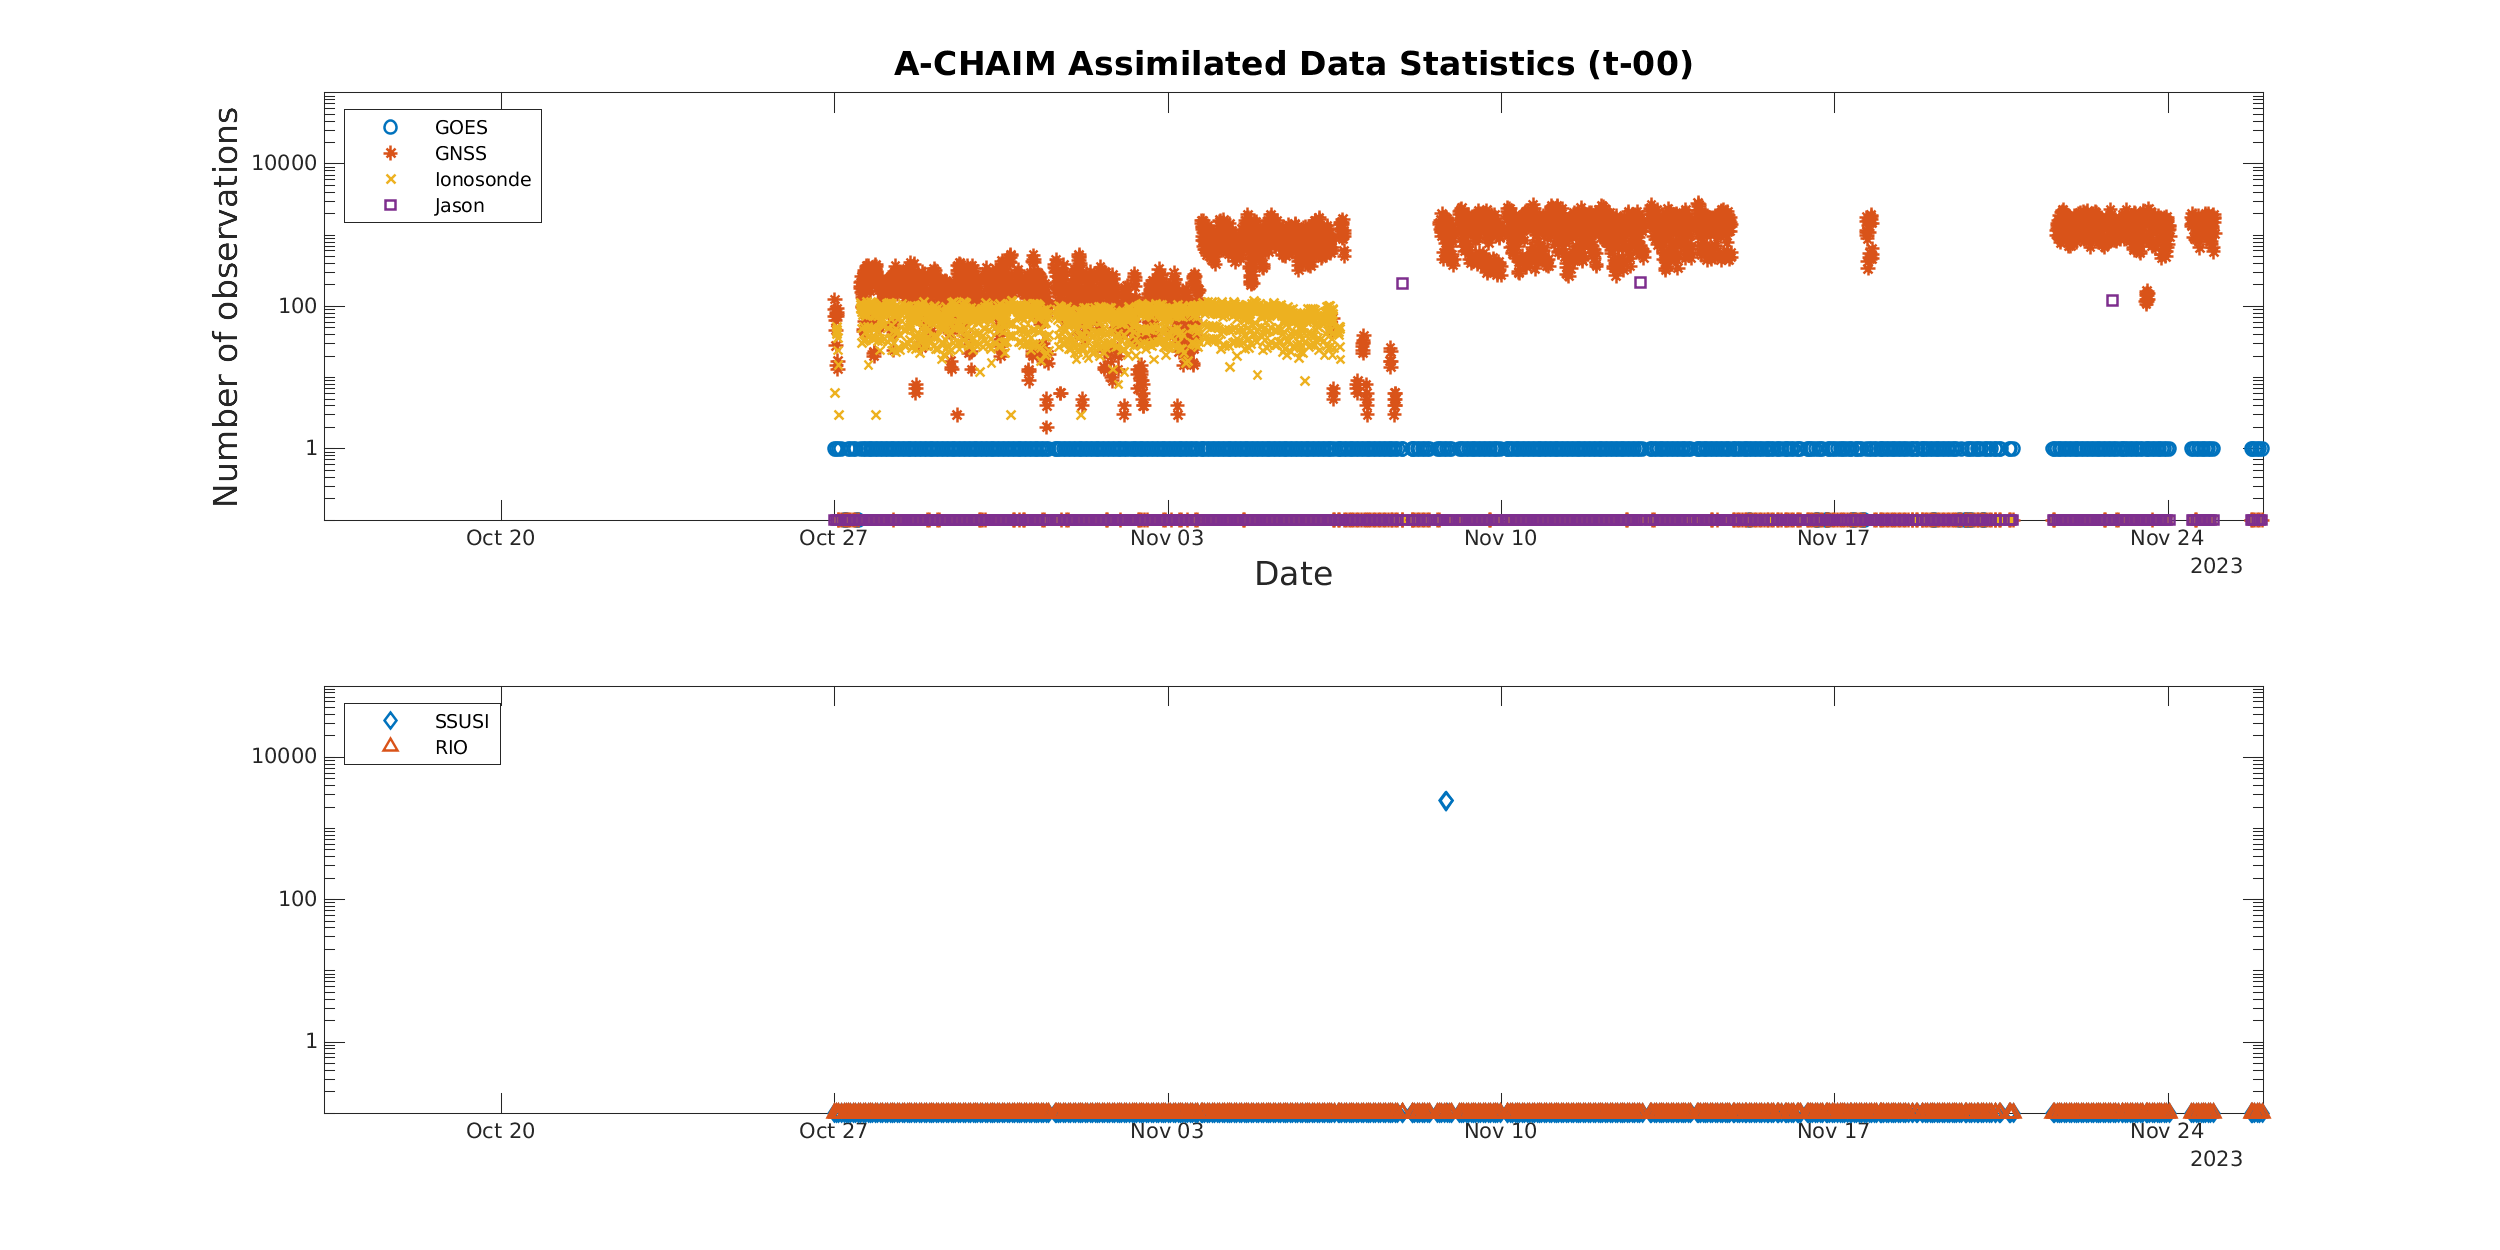 A-CHAIM Assimilated Data Statistics (t-00)
Number of observations
GOES
GNSS
Ionosonde
Jason
10000
100
1
Oct 20 Oct 27 Nov 03 Nov 10 Nov 17 Nov 24
2023
Date
SSUSI
RIO
10000
100
1
Oct 20 Oct 27 Nov 03 Nov 10 Nov 17 Nov 24
2023